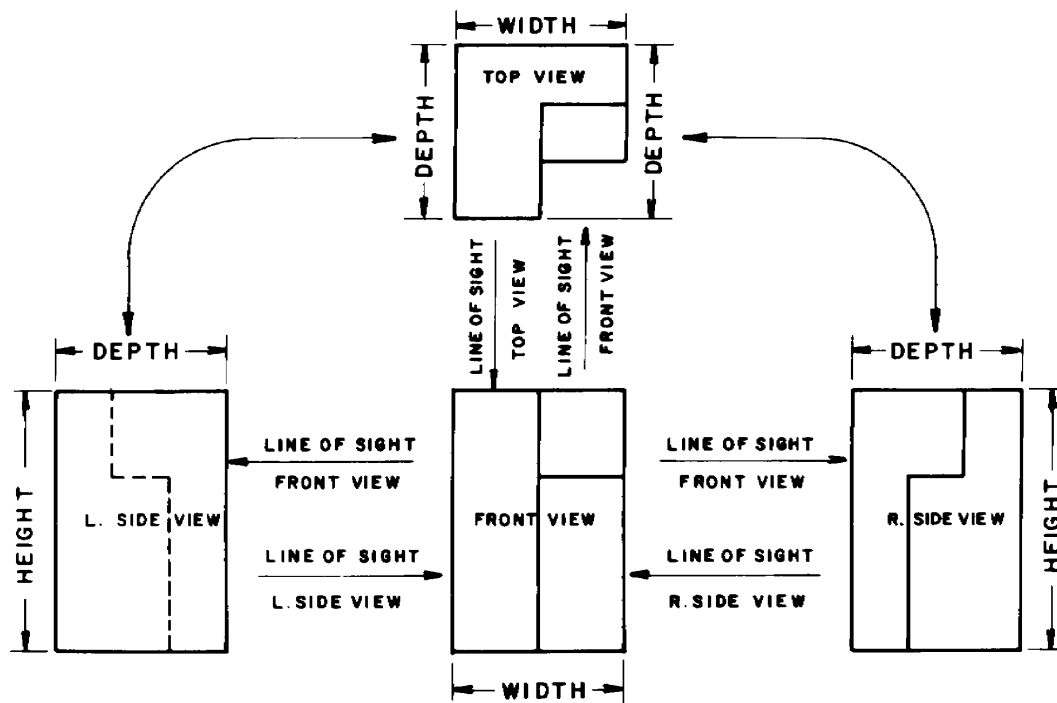 WIDTH
TOP VIEW
DEPTH
DEPTH
LINE OF SIGHT
TOP VIEW
LINE OF SIGHT
FRONT VIEW
DEPTH
DEPTH
LINE OF SIGHT
FRONT VIEW
LINE OF SIGHT
FRONT VIEW
HEIGHT
L. SIDE VIEW
FRONT VIEW
R. SIDE VIEW
HEIGHT
LINE OF SIGHT
L. SIDE VIEW
LINE OF SIGHT
R. SIDE VIEW
WIDTH